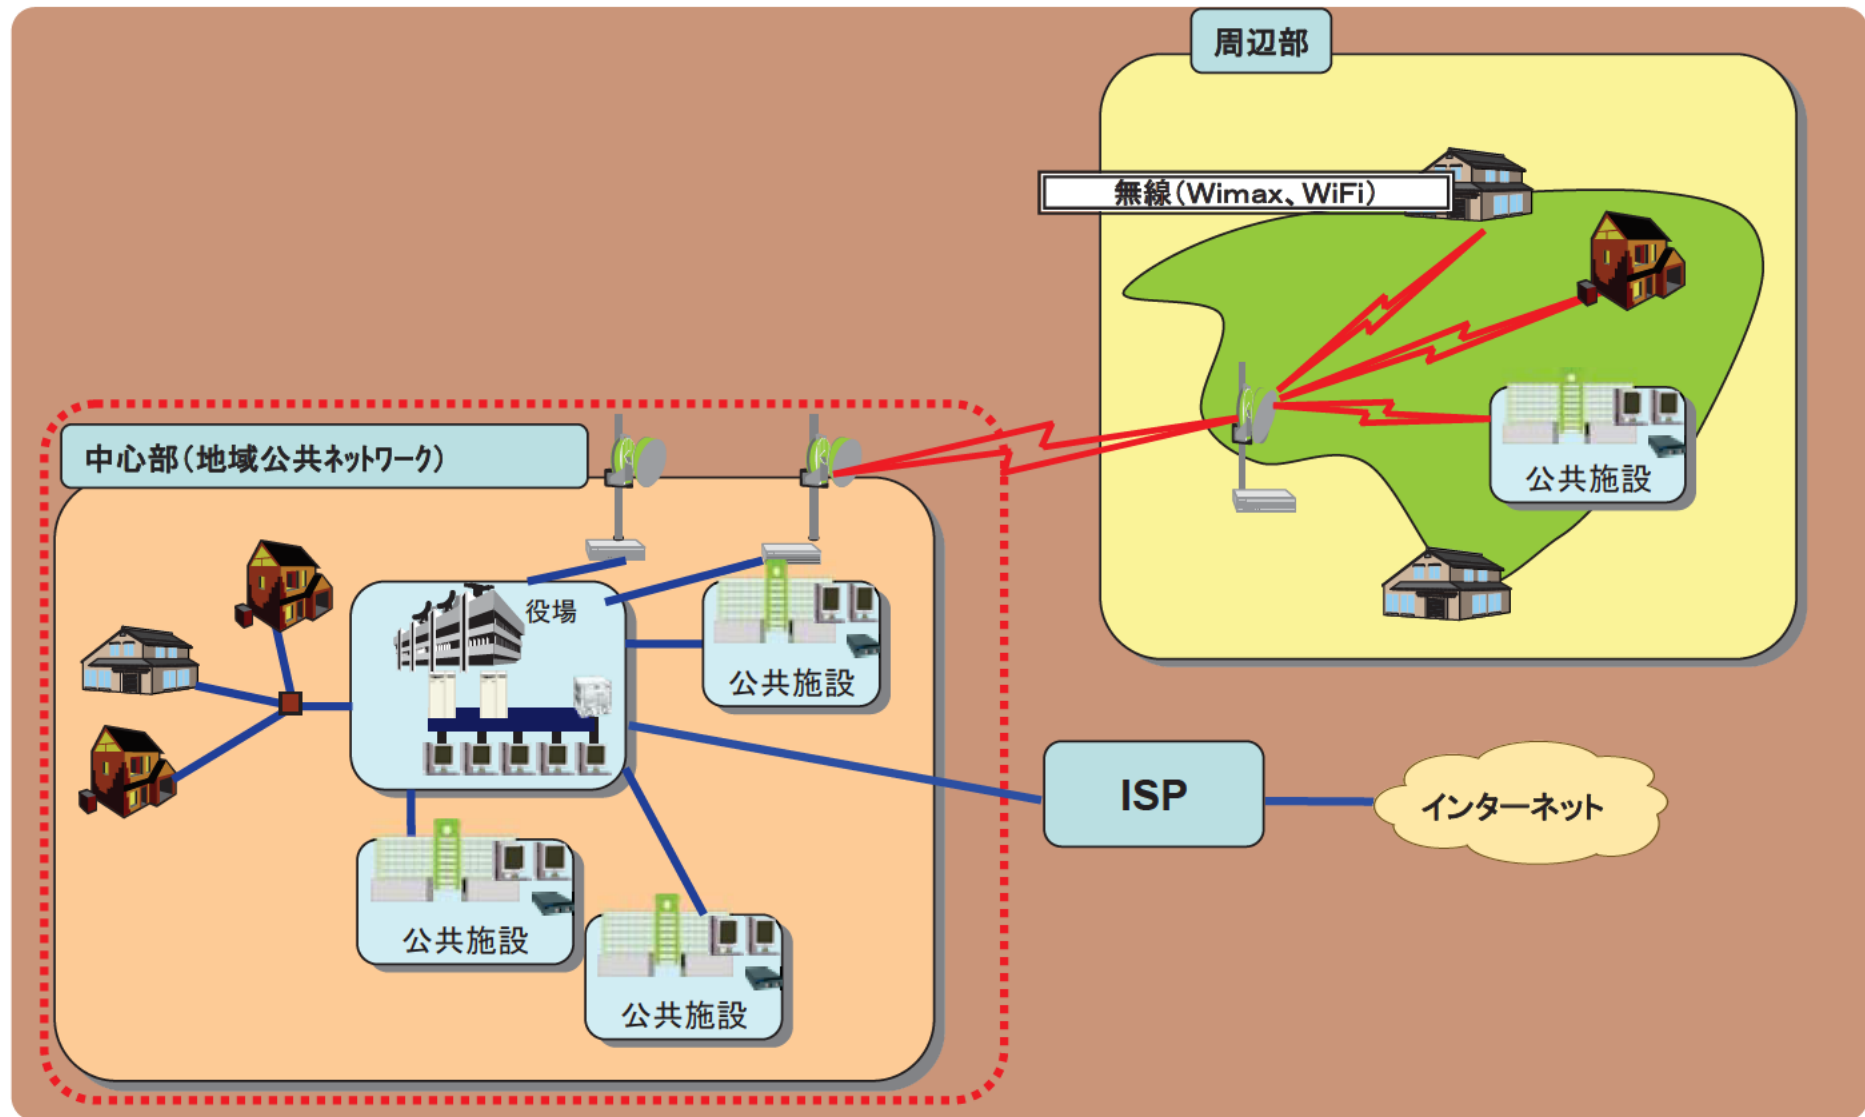 周辺部
無線(Wimax、WiFi)
公共施設
中心部(地域公共ネットワーク)
役場
公共施設
ISP
インターネット
公共施設
公共施設